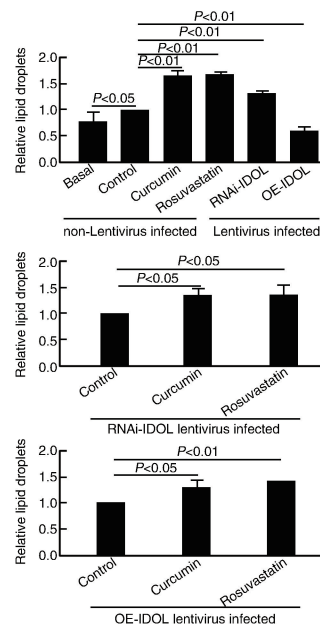 P<0.01
P<0.01
P<0.01
P<0.01
P<0.05
Relative lipid droplets
2.0
1.5
1.0
0.5
0.0
Basal
Control
Curcumin
Rosuvastatin
RNAi-IDOL
OE-IDOL
non-Lentivirus infected
Lentivirus infected
P<0.05
P<0.05
Relative lipid droplets
2.0
1.5
1.0
0.5
0.0
Control
Curcumin
Rosuvastatin
RNAi-IDOL lentivirus infected
P<0.01
P<0.05
Relative lipid droplets
2.0
1.5
1.0
0.5
0.0
Control
Curcumin
Rosuvastatin
OE-IDOL lentivirus infected